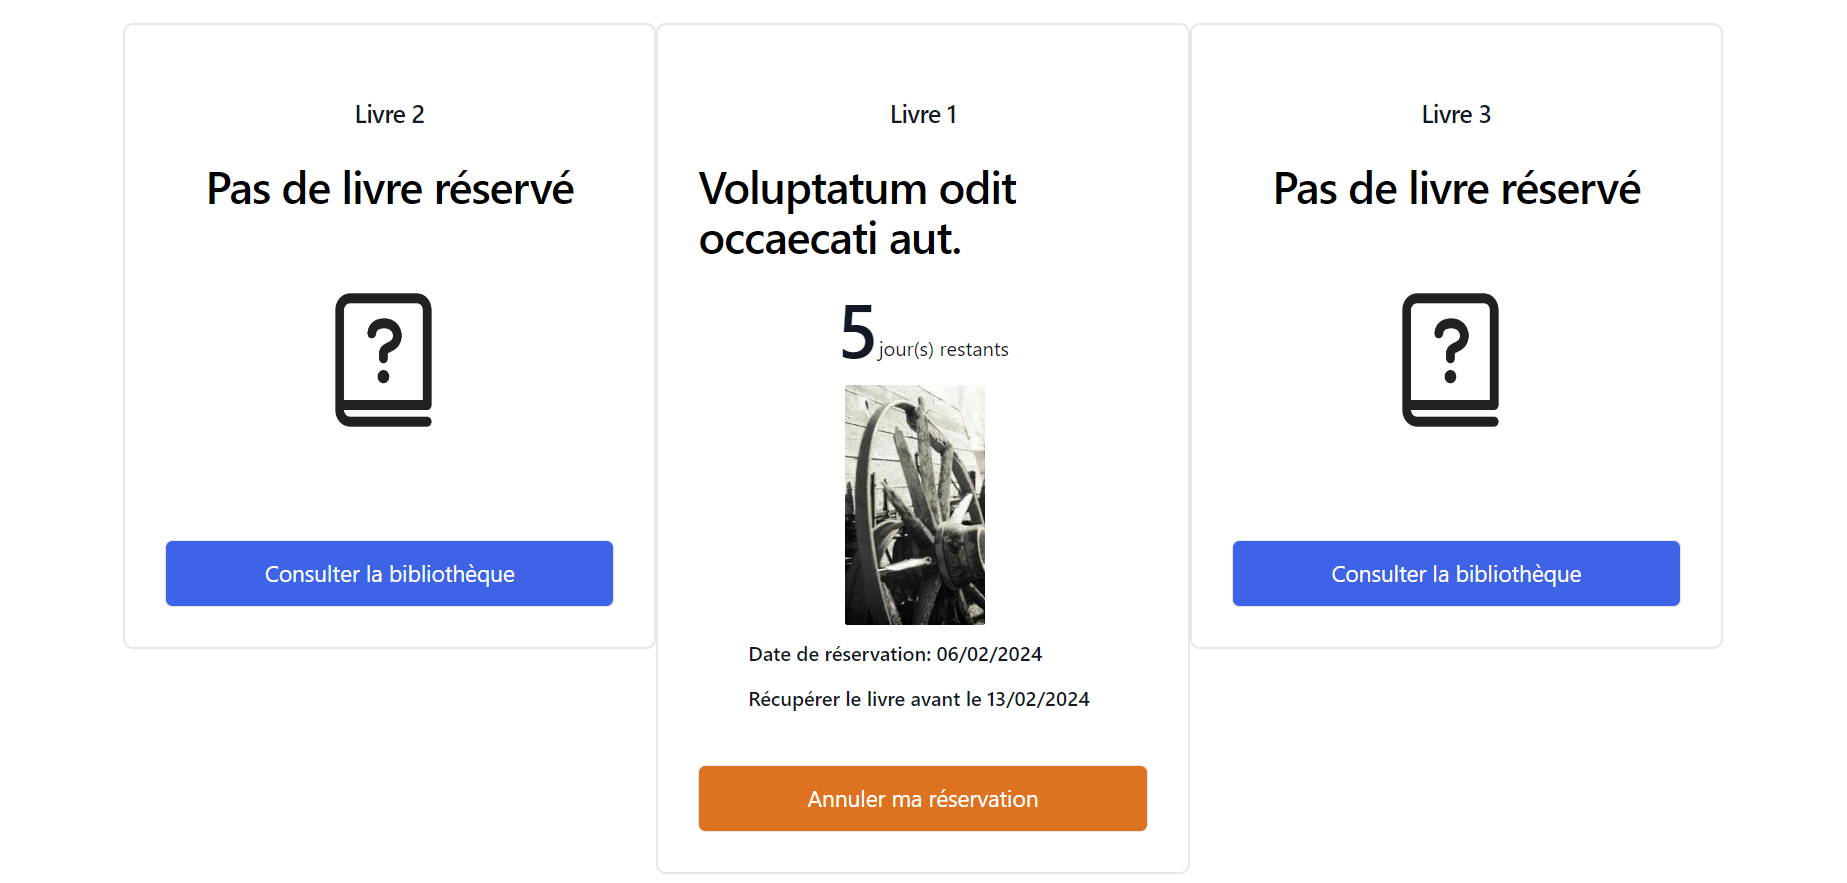 Livre 2
Pas de livre réservé
?
Consulter la bibliothèque
Livre 1
Voluptatum odit
occaecati aut.
5 jour(s) restants
Date de réservation: 06/02/2024
Récupérer le livre avant le 13/02/2024
Annuler ma réservation
Livre 3
Pas de livre réservé
?
Consulter la bibliothèque